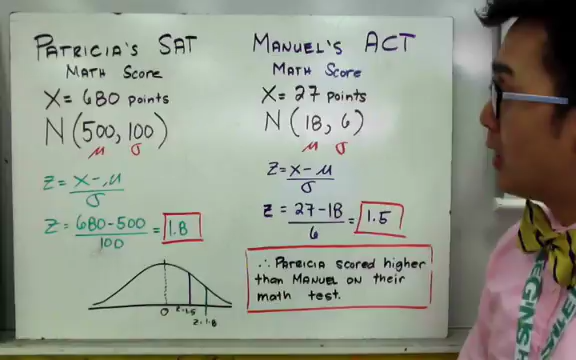 PATRICIA'S SAT
MATH SCORE
X = 680 POINTS
N (500, 100)
μ σ
Z = X - μ
σ
Z = 680 - 500 = 1.8
100
0 Z=1.5
Z=1.8
MANUEL'S ACT
MATH SCORE
X = 27 POINTS
N (18, 6)
μ σ
Z = X - μ
σ
Z = 27 - 18 = 1.5
6
∴ PATRICIA scored higher
than MANUEL on their
math test.